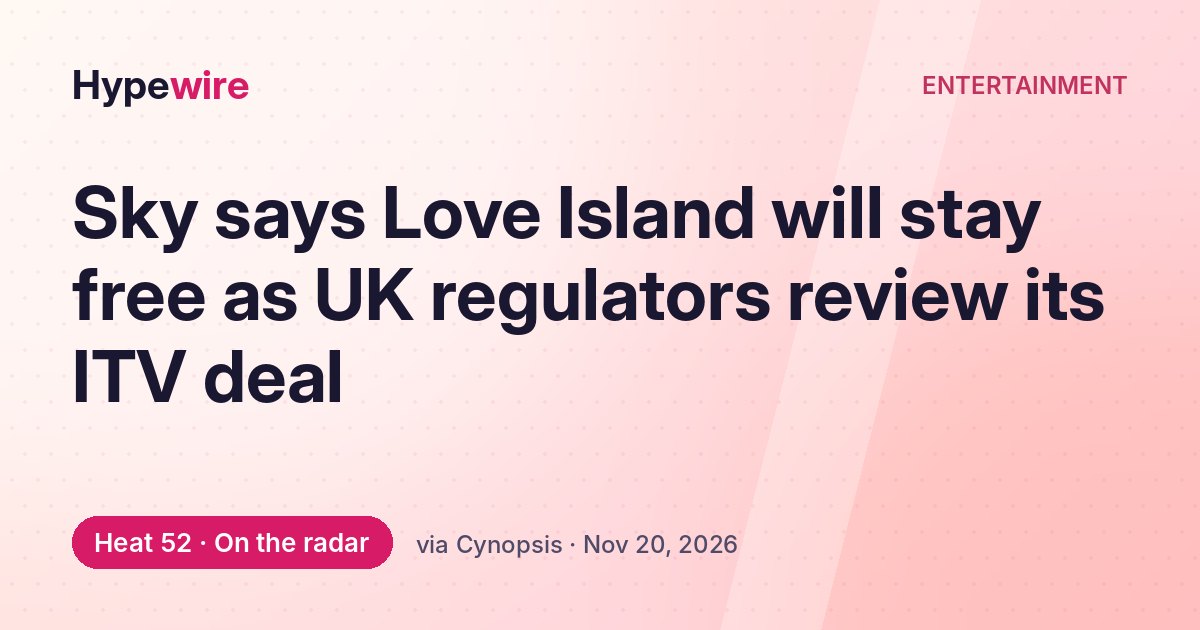 Hypewire
ENTERTAINMENT
Sky says Love Island will stay
free as UK regulators review its
ITV deal
Heat 52 · On the radar
via Cynopsis · Nov 20, 2026